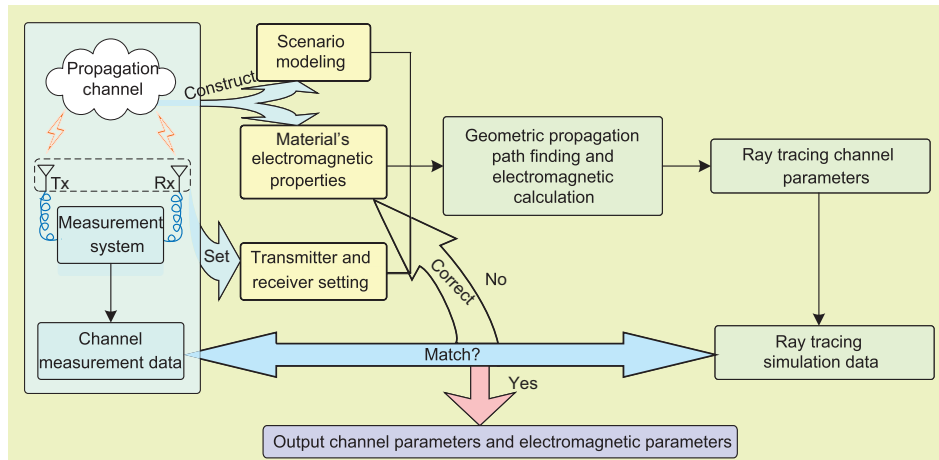 Propagation
channel
Tx
Rx
Measurement
system
Channel
measurement data
Construct
Set
Scenario
modeling
Material's
electromagnetic
properties
Transmitter and
receiver setting
Geometric propagation
path finding and
electromagnetic
calculation
Ray tracing channel
parameters
Ray tracing
simulation data
Correct
No
Match?
Yes
Output channel parameters and electromagnetic parameters